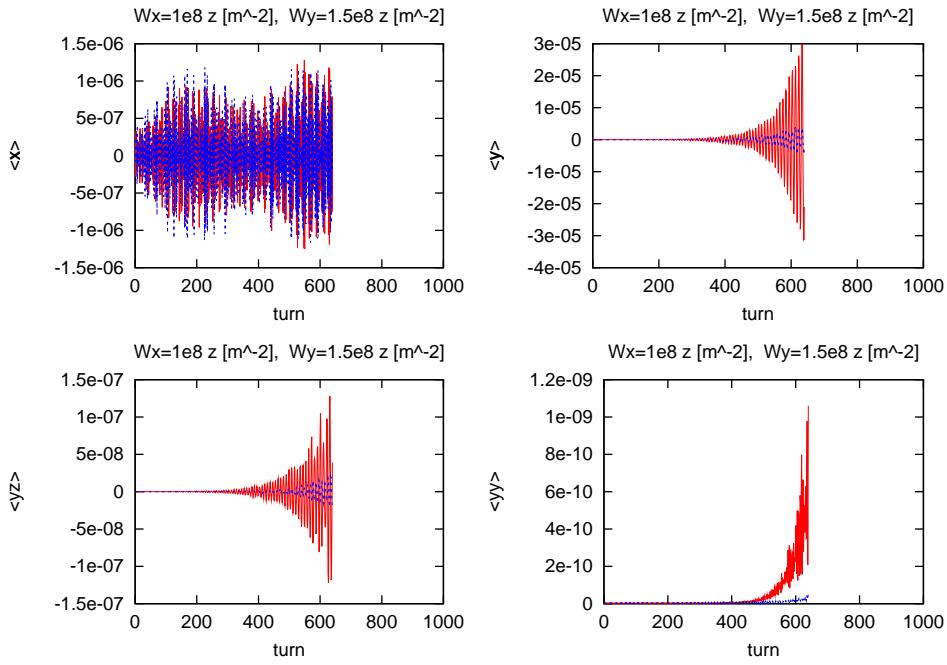 Wx=1e8 z [m^-2],  Wy=1.5e8 z [m^-2]
1.5e-06
1e-06
5e-07
0
-5e-07
-1e-06
-1.5e-06
<x>
0 200 400 600 800 1000
turn
Wx=1e8 z [m^-2],  Wy=1.5e8 z [m^-2]
3e-05
2e-05
1e-05
0
-1e-05
-2e-05
-3e-05
-4e-05
<y>
0 200 400 600 800 1000
turn
Wx=1e8 z [m^-2],  Wy=1.5e8 z [m^-2]
1.5e-07
1e-07
5e-08
0
-5e-08
-1e-07
-1.5e-07
<yz>
0 200 400 600 800 1000
turn
Wx=1e8 z [m^-2],  Wy=1.5e8 z [m^-2]
1.2e-09
1e-09
8e-10
6e-10
4e-10
2e-10
0
<yy>
0 200 400 600 800 1000
turn